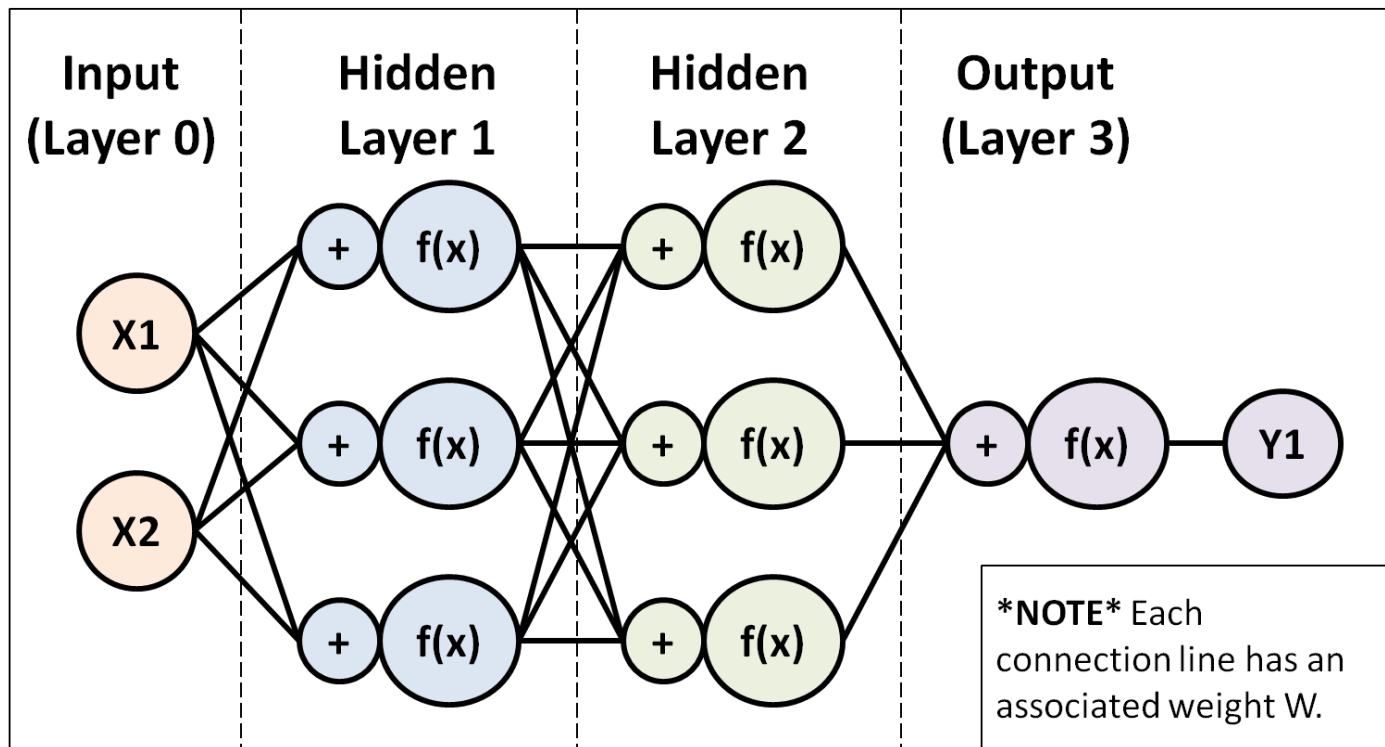 Input
(Layer 0)
Hidden
Layer 1
Hidden
Layer 2
Output
(Layer 3)
+
f(x)
+
f(x)
X1
+
f(x)
+
f(x)
+
f(x)
Y1
X2
+
f(x)
+
f(x)
*NOTE* Each
connection line has an
associated weight W.